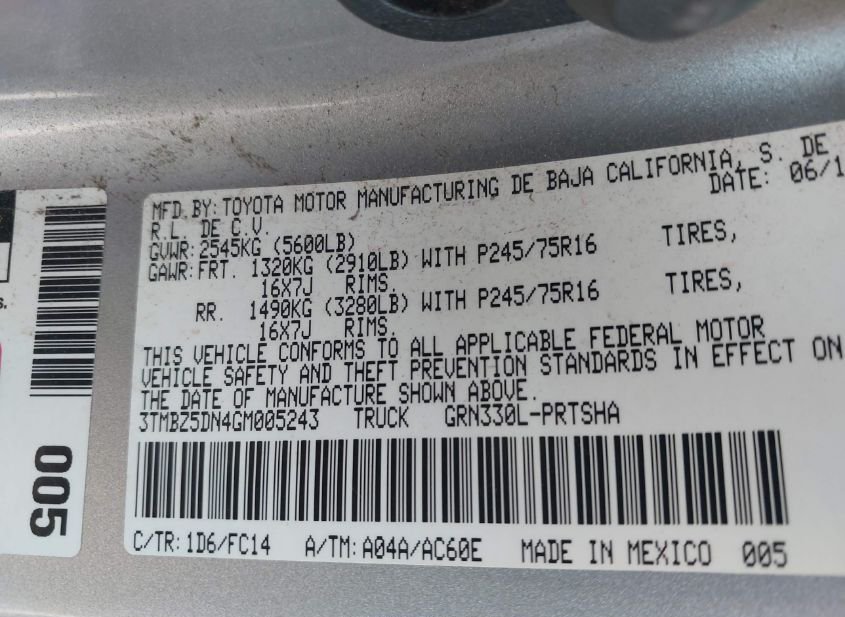 MFD. BY: TOYOTA MOTOR MANUFACTURING DE BAJA CALIFORNIA, S. DE
R.L. DE C.V. DATE: 06/1
GVWR: 2545KG (5600LB)
GAWR: FRT. 1320KG (2910LB) WITH P245/75R16 TIRES,
16X7J RIMS,
RR. 1490KG (3280LB) WITH P245/75R16 TIRES,
16X7J RIMS.
THIS VEHICLE CONFORMS TO ALL APPLICABLE FEDERAL MOTOR
VEHICLE SAFETY AND THEFT PREVENTION STANDARDS IN EFFECT ON
THE DATE OF MANUFACTURE SHOWN ABOVE.
3TMBZ5DN4GM005243 TRUCK GRN330L-PRTSHA
C/TR: 1D6/FC14 A/TM: A04A/AC60E MADE IN MEXICO 005
005